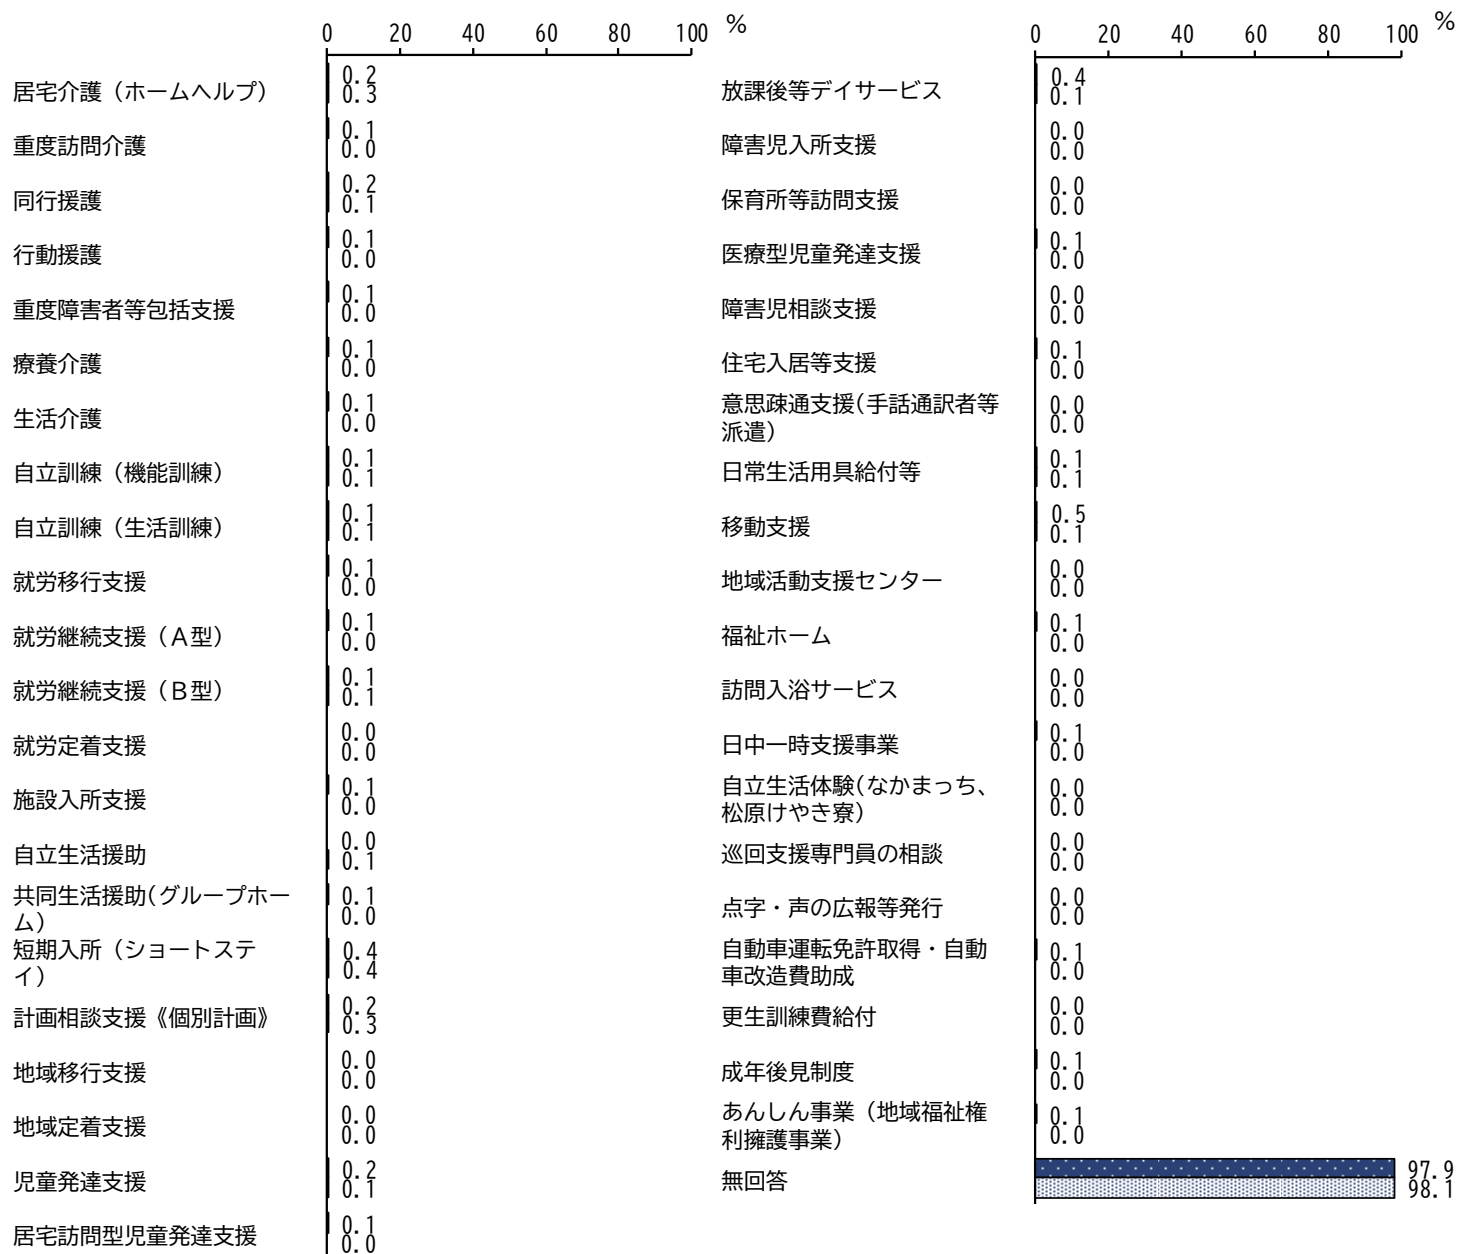 0 20 40 60 80 100 %
居宅介護（ホームヘルプ）
0.2
0.3
重度訪問介護
0.1
0.0
同行援護
0.2
0.1
行動援護
0.1
0.0
重度障害者等包括支援
0.1
0.0
療養介護
0.1
0.0
生活介護
0.1
0.0
自立訓練（機能訓練）
0.1
0.1
自立訓練（生活訓練）
0.1
0.1
就労移行支援
0.1
0.0
就労継続支援（Ａ型）
0.1
0.0
就労継続支援（Ｂ型）
0.1
0.1
就労定着支援
0.0
0.0
施設入所支援
0.1
0.0
自立生活援助
0.0
0.1
共同生活援助(グループホー
ム)
0.1
0.0
短期入所（ショートステ
イ）
0.4
0.4
計画相談支援《個別計画》
0.2
0.3
地域移行支援
0.0
0.0
地域定着支援
0.0
0.0
児童発達支援
0.2
0.1
居宅訪問型児童発達支援
0.1
0.0
0 20 40 60 80 100 %
放課後等デイサービス
0.4
0.1
障害児入所支援
0.0
0.0
保育所等訪問支援
0.0
0.0
医療型児童発達支援
0.1
0.0
障害児相談支援
0.0
0.0
住宅入居等支援
0.1
0.0
意思疎通支援(手話通訳者等
派遣)
0.0
0.0
日常生活用具給付等
0.1
0.1
移動支援
0.5
0.1
地域活動支援センター
0.0
0.0
福祉ホーム
0.1
0.0
訪問入浴サービス
0.0
0.0
日中一時支援事業
0.1
0.0
自立生活体験(なかまっち、
松原けやき寮)
0.0
0.0
巡回支援専門員の相談
0.0
0.0
点字・声の広報等発行
0.0
0.0
自動車運転免許取得・自動
車改造費助成
0.1
0.0
更生訓練費給付
0.0
0.0
成年後見制度
0.1
0.0
あんしん事業（地域福祉権
利擁護事業）
0.1
0.0
無回答
97.9
98.1